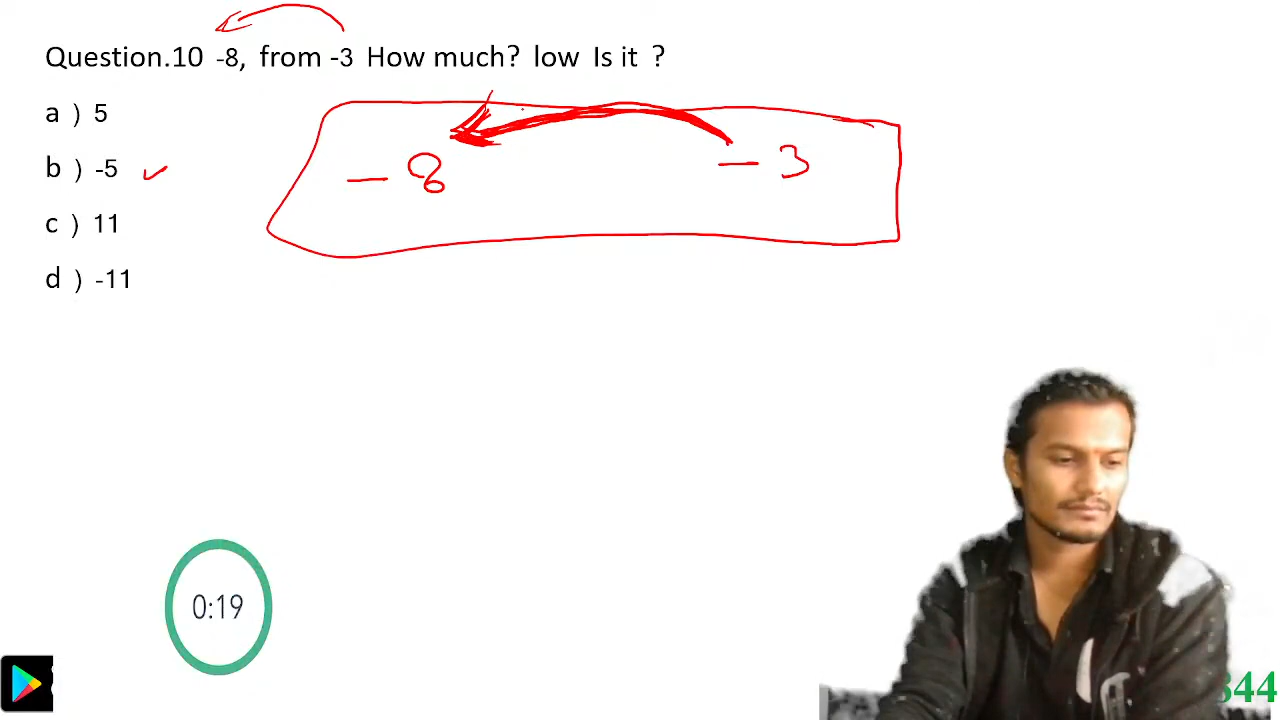 Question.10 -8, from -3 How much? low Is it ?
a ) 5
b ) -5
c ) 11
d ) -11
- 8 - 3
0:19
344